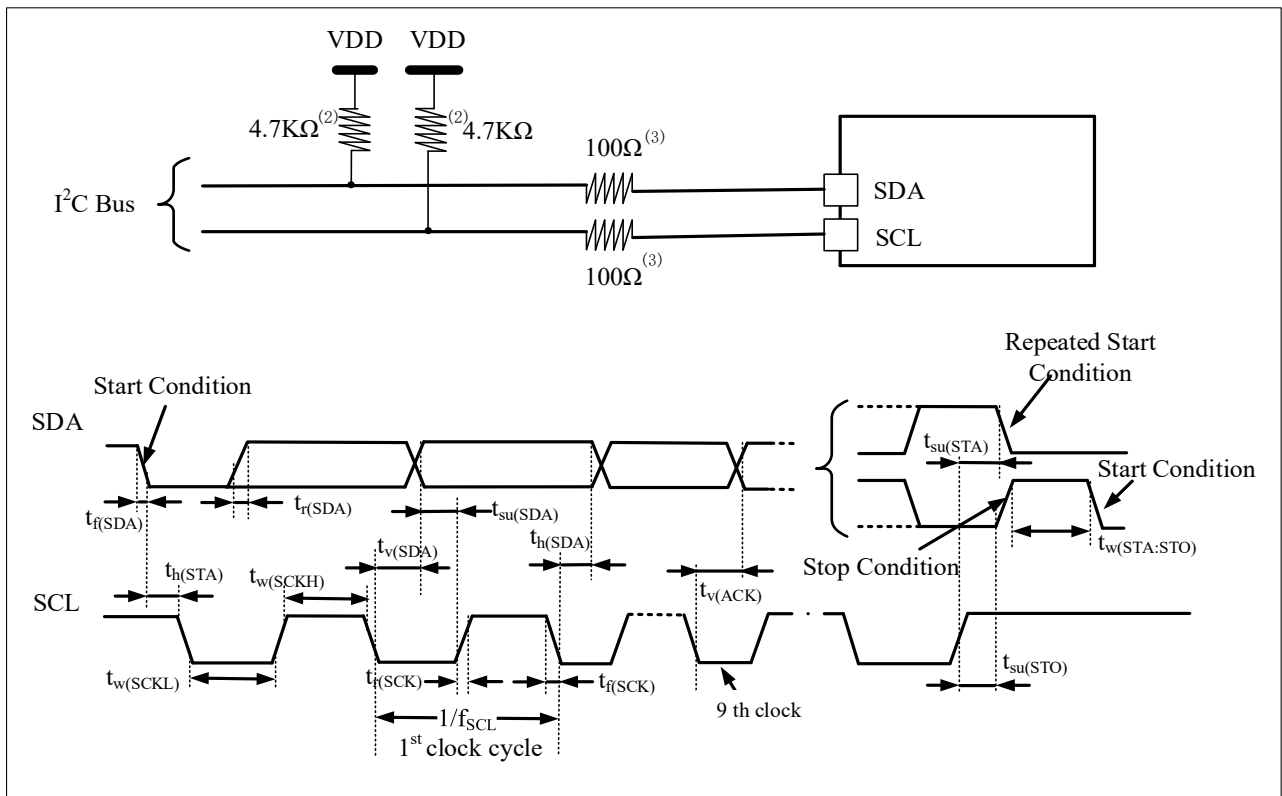 VDD VDD
4.7KΩ(2) (2)4.7KΩ
100Ω(3)
I2C Bus
SDA
SCL
100Ω(3)
Repeated Start
Condition
Start Condition
SDA
tsu(STA)
Start Condition
tf(SDA)
tr(SDA)
tsu(SDA)
tv(SDA)
th(SDA)
tw(STA:STO)
Stop Condition
th(STA)
tw(SCKH)
tv(ACK)
SCL
tw(SCKL)
tf(SCK)
tf(SCK)
tsu(STO)
9 th clock
1/fSCL
1st clock cycle